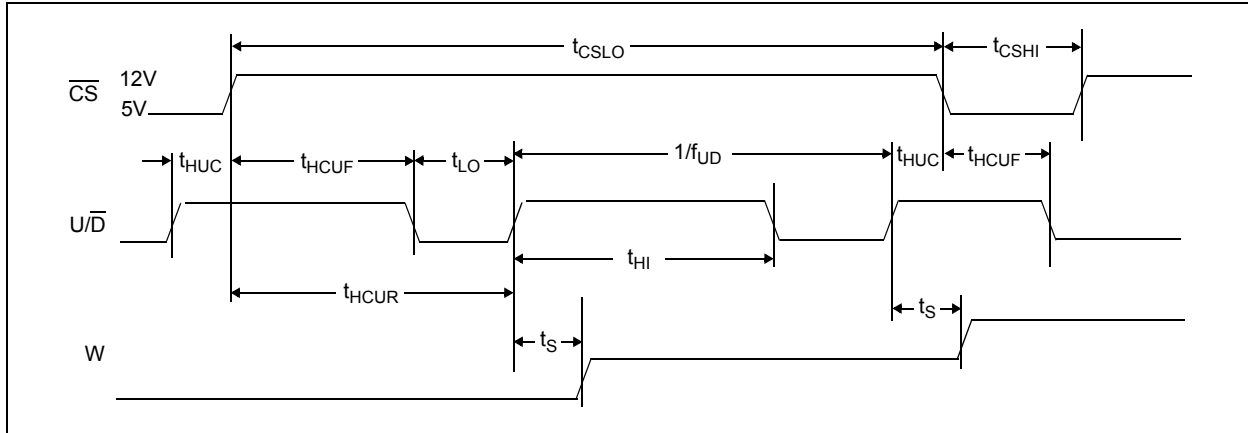 tCSLO tCSHI
CS 12V
5V
tHUC tHCUF tLO 1/fUD tHUC tHCUF
U/D
tHI
tHCUR
tS tS
W